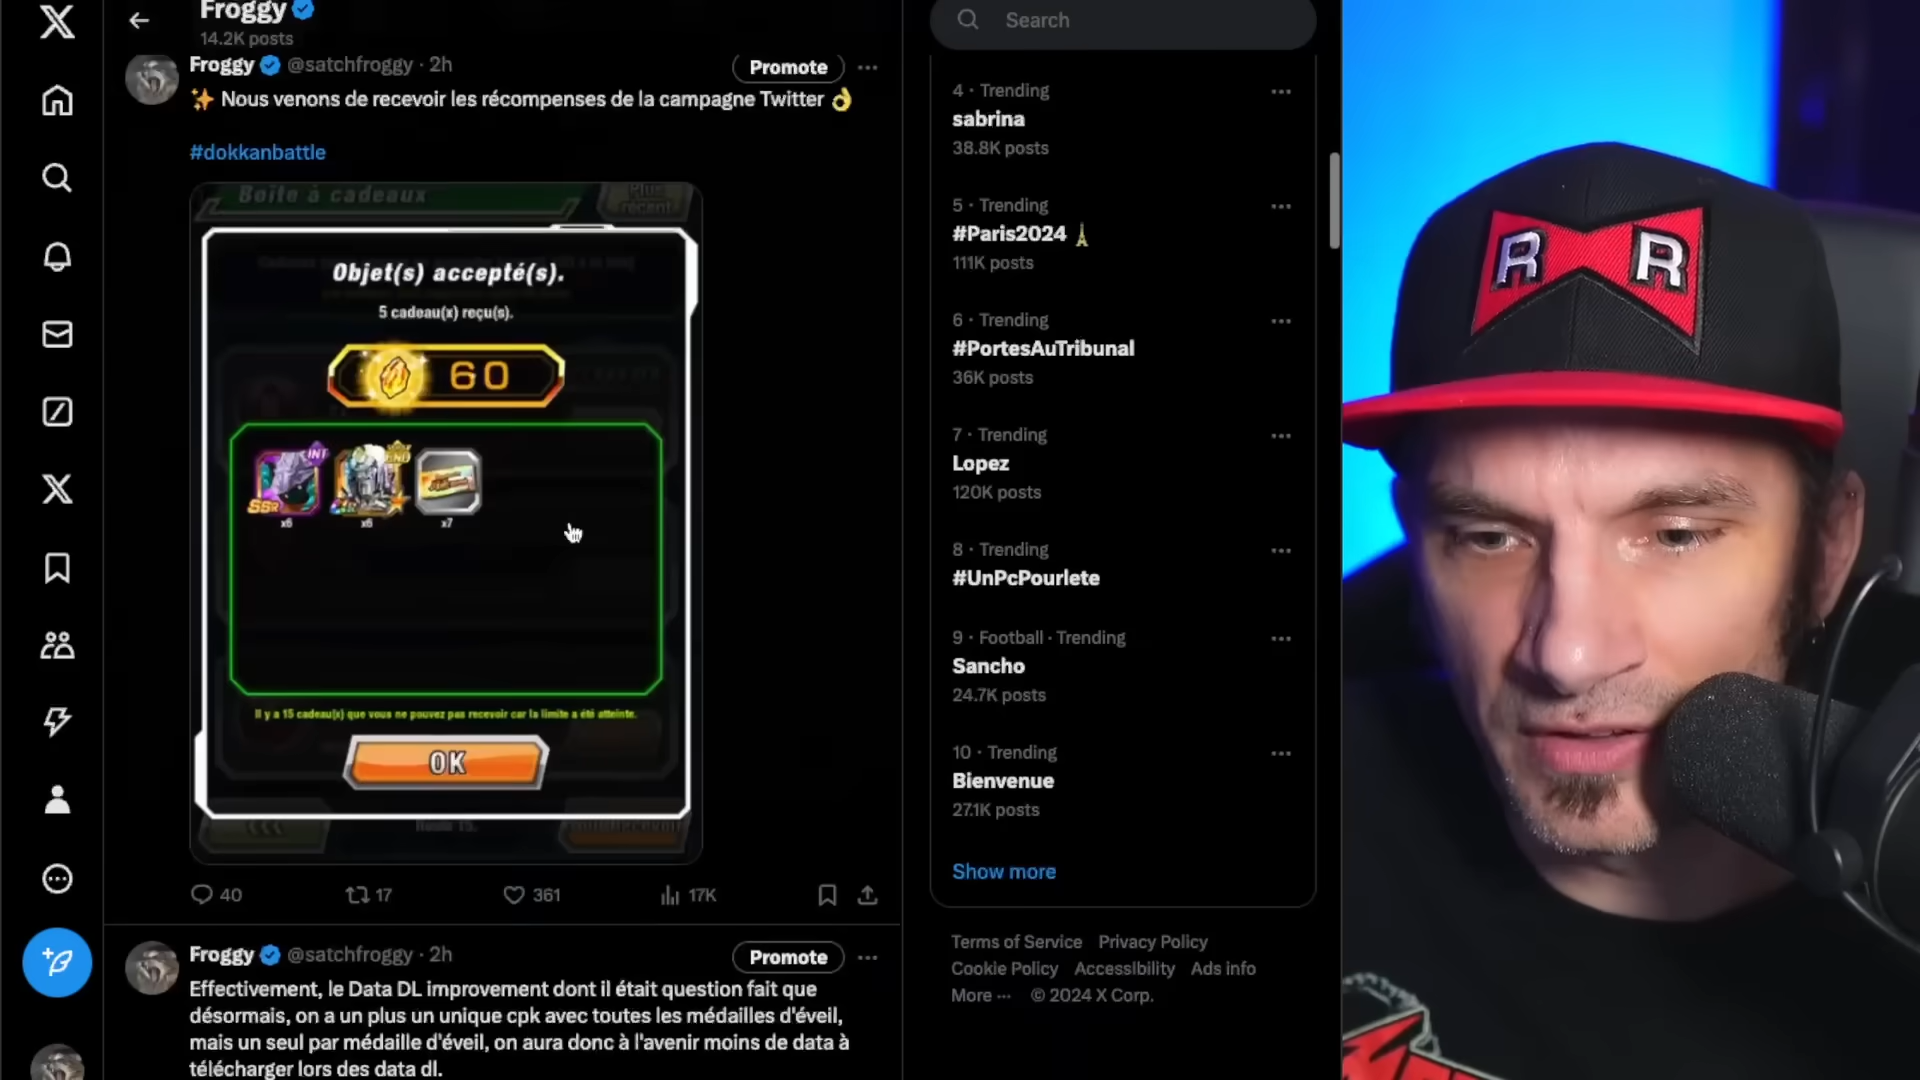 Froggy
14.2K posts
Froggy @satchfroggy · 2h
Promote
✨ Nous venons de recevoir les récompenses de la campagne Twitter 👌
#dokkanbattle
Boîte à cadeaux
Plus récent
Objet(s) accepté(s).
5 cadeau(x) reçu(s).
60
INT
SSR
x6
x6
x7
Il y a 15 cadeau(x) que vous ne pouvez pas recevoir car la limite a été atteinte.
OK
40
17
361
17K
Froggy @satchfroggy · 2h
Promote
Effectivement, le Data DL improvement dont il était question fait que
désormais, on a un plus un unique cpk avec toutes les médailles d'éveil,
mais un seul par médaille d'éveil, on aura donc à l'avenir moins de data à
télécharger lors des data dl.
Search
4 · Trending
sabrina
38.8K posts
5 · Trending
#Paris2024
111K posts
6 · Trending
#PortesAuTribunal
36K posts
7 · Trending
Lopez
120K posts
8 · Trending
#UnPcPourlete
9 · Football · Trending
Sancho
24.7K posts
10 · Trending
Bienvenue
27.1K posts
Show more
Terms of Service Privacy Policy
Cookie Policy Accessibility Ads info
More ··· © 2024 X Corp.
R R